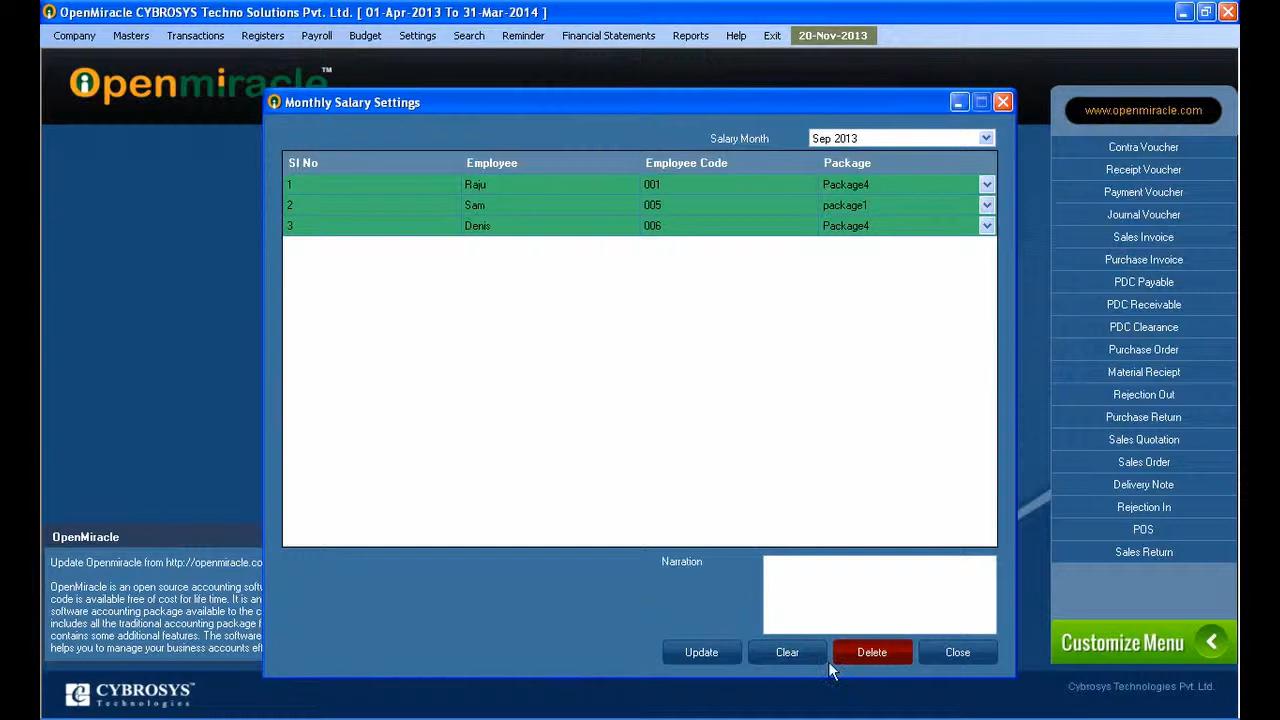 OpenMiracle CYBROSYS Techno Solutions Pvt. Ltd. [ 01-Apr-2013 To 31-Mar-2014 ]
Company Masters Transactions Registers Payroll Budget Settings Search Reminder Financial Statements Reports Help Exit 20-Nov-2013
Openmiracle™
Monthly Salary Settings
Salary Month Sep 2013
Sl No Employee Employee Code Package
1 Raju 001 Package4
2 Sam 005 package1
3 Denis 006 Package4
Narration
Update Clear Delete Close
www.openmiracle.com
Contra Voucher
Receipt Voucher
Payment Voucher
Journal Voucher
Sales Invoice
Purchase Invoice
PDC Payable
PDC Receivable
PDC Clearance
Purchase Order
Material Reciept
Rejection Out
Purchase Return
Sales Quotation
Sales Order
Delivery Note
Rejection In
POS
Sales Return
Customize Menu
OpenMiracle
Update Openmiracle from http://openmiracle.co
OpenMiracle is an open source accounting softw
code is available free of cost for life time. It is an
software accounting package available to the c
includes all the traditional accounting package f
contains some additional features. The software
helps you to manage your business accounts eff
CYBROSYS™
Technologies
Cybrosys Technologies Pvt. Ltd.